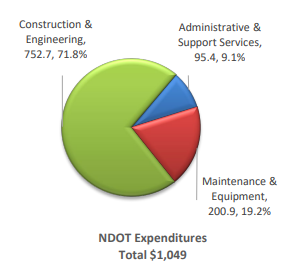 Construction &
Engineering,
752.7, 71.8%
Administrative &
Support Services,
95.4, 9.1%
Maintenance &
Equipment,
200.9, 19.2%
NDOT Expenditures
Total $1,049